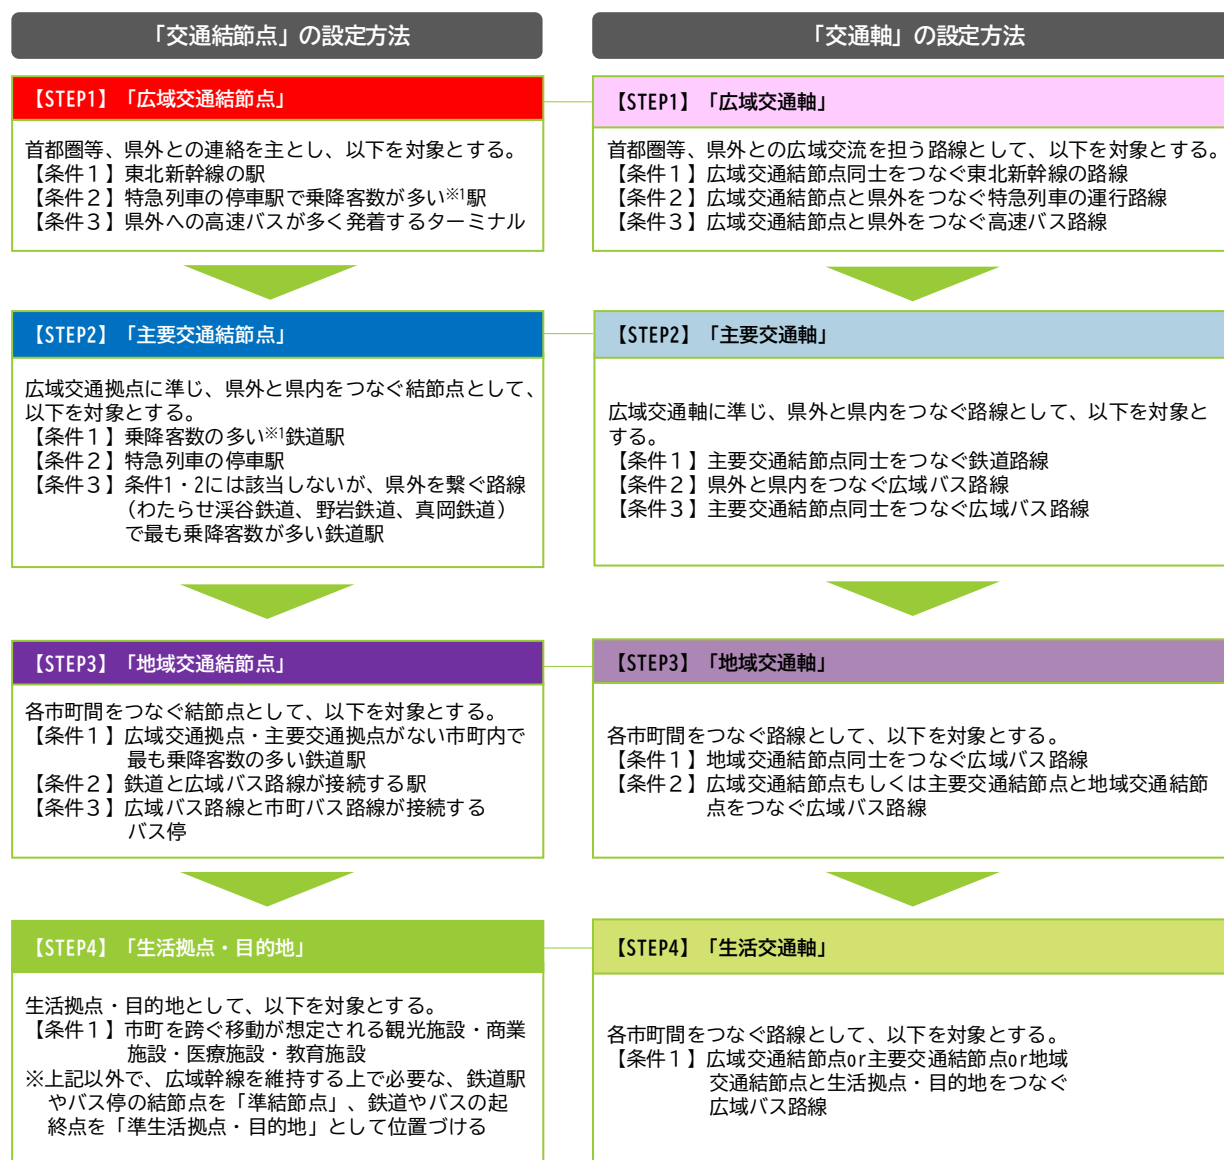 「交通結節点」の設定方法
【STEP1】「広域交通結節点」
首都圏等、県外との連絡を主とし、以下を対象とする。
【条件１】東北新幹線の駅
【条件２】特急列車の停車駅で乗降客数が多い※1駅
【条件３】県外への高速バスが多く発着するターミナル
【STEP2】「主要交通結節点」
広域交通拠点に準じ、県外と県内をつなぐ結節点として、
以下を対象とする。
【条件１】乗降客数の多い※1鉄道駅
【条件２】特急列車の停車駅
【条件３】条件1・2には該当しないが、県外を繋ぐ路線
（わたらせ渓谷鉄道、野岩鉄道、真岡鉄道）
で最も乗降客数が多い鉄道駅
【STEP3】「地域交通結節点」
各市町間をつなぐ結節点として、以下を対象とする。
【条件１】広域交通拠点・主要交通拠点がない市町内で
最も乗降客数の多い鉄道駅
【条件２】鉄道と広域バス路線が接続する駅
【条件３】広域バス路線と市町バス路線が接続する
バス停
【STEP4】「生活拠点・目的地」
生活拠点・目的地として、以下を対象とする。
【条件１】市町を跨ぐ移動が想定される観光施設・商業
施設・医療施設・教育施設
※上記以外で、広域幹線を維持する上で必要な、鉄道駅
やバス停の結節点を「準結節点」、鉄道やバスの起
終点を「準生活拠点・目的地」として位置づける
「交通軸」の設定方法
【STEP1】「広域交通軸」
首都圏等、県外との広域交流を担う路線として、以下を対象とする。
【条件１】広域交通結節点同士をつなぐ東北新幹線の路線
【条件２】広域交通結節点と県外をつなぐ特急列車の運行路線
【条件３】広域交通結節点と県外をつなぐ高速バス路線
【STEP2】「主要交通軸」
広域交通軸に準じ、県外と県内をつなぐ路線として、以下を対象と
する。
【条件１】主要交通結節点同士をつなぐ鉄道路線
【条件２】県外と県内をつなぐ広域バス路線
【条件３】主要交通結節点同士をつなぐ広域バス路線
【STEP3】「地域交通軸」
各市町間をつなぐ路線として、以下を対象とする。
【条件１】地域交通結節点同士をつなぐ広域バス路線
【条件２】広域交通結節点もしくは主要交通結節点と地域交通結節
点をつなぐ広域バス路線
【STEP4】「生活交通軸」
各市町間をつなぐ路線として、以下を対象とする。
【条件１】広域交通結節点or主要交通結節点or地域
交通結節点と生活拠点・目的地をつなぐ
広域バス路線